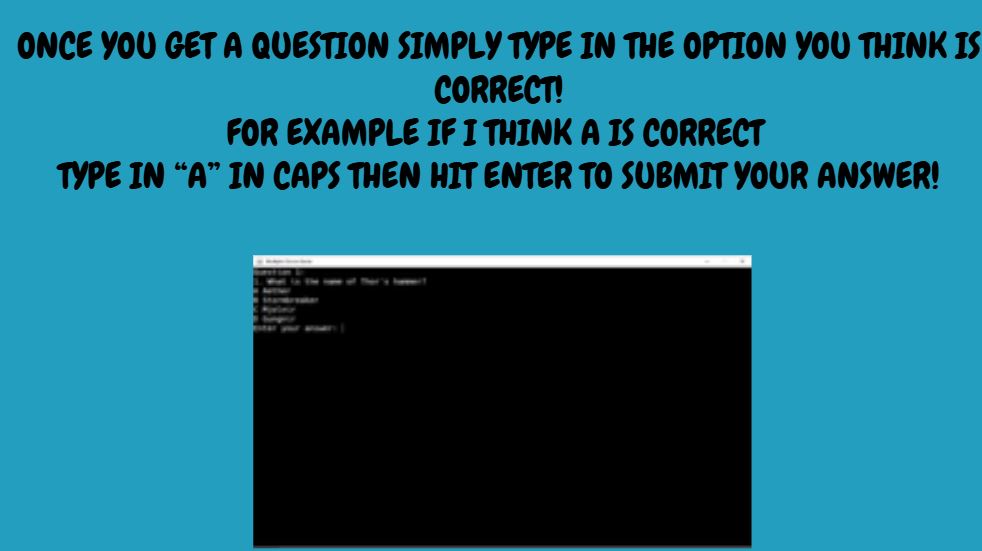 ONCE YOU GET A QUESTION SIMPLY TYPE IN THE OPTION YOU THINK IS
CORRECT!
FOR EXAMPLE IF I THINK A IS CORRECT
TYPE IN “A” IN CAPS THEN HIT ENTER TO SUBMIT YOUR ANSWER!
Question 1:
1. What is the name of Thor's hammer?
A Aether
B Stormbreaker
C Mjolnir
D Gungnir
Enter your answer: